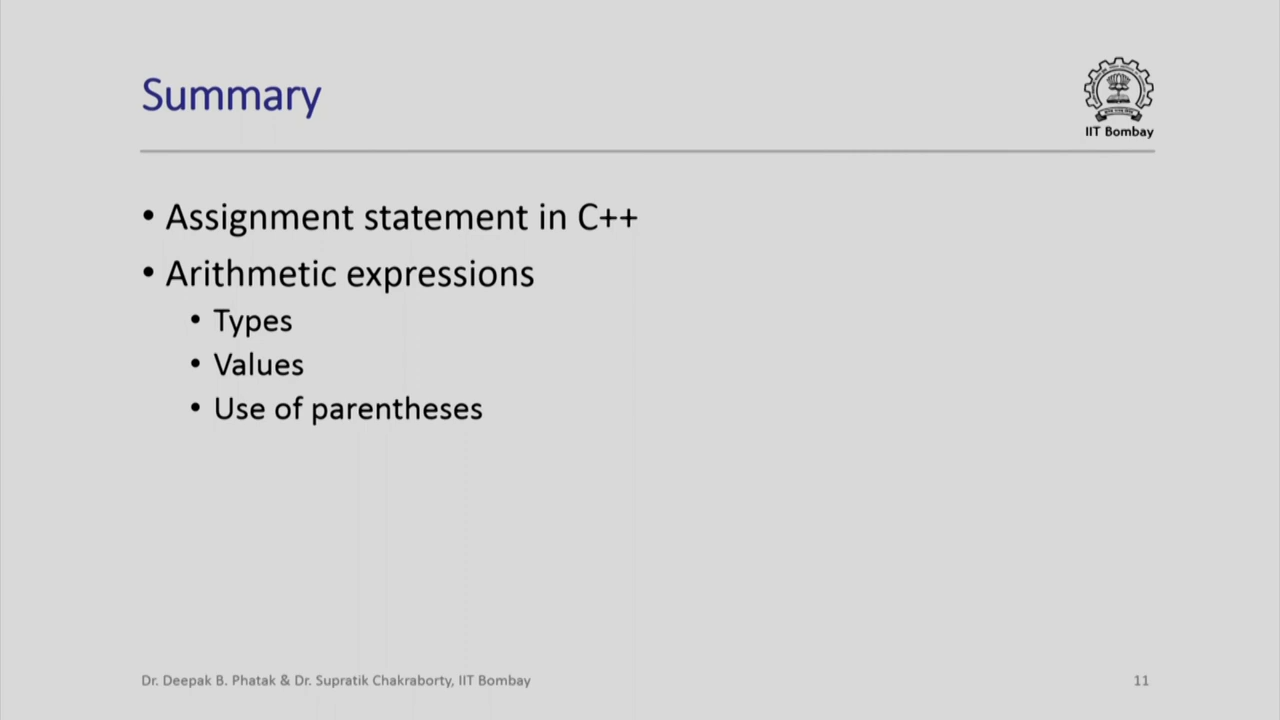 Summary
IIT Bombay
• Assignment statement in C++
• Arithmetic expressions
• Types
• Values
• Use of parentheses
Dr. Deepak B. Phatak & Dr. Supratik Chakraborty, IIT Bombay
11